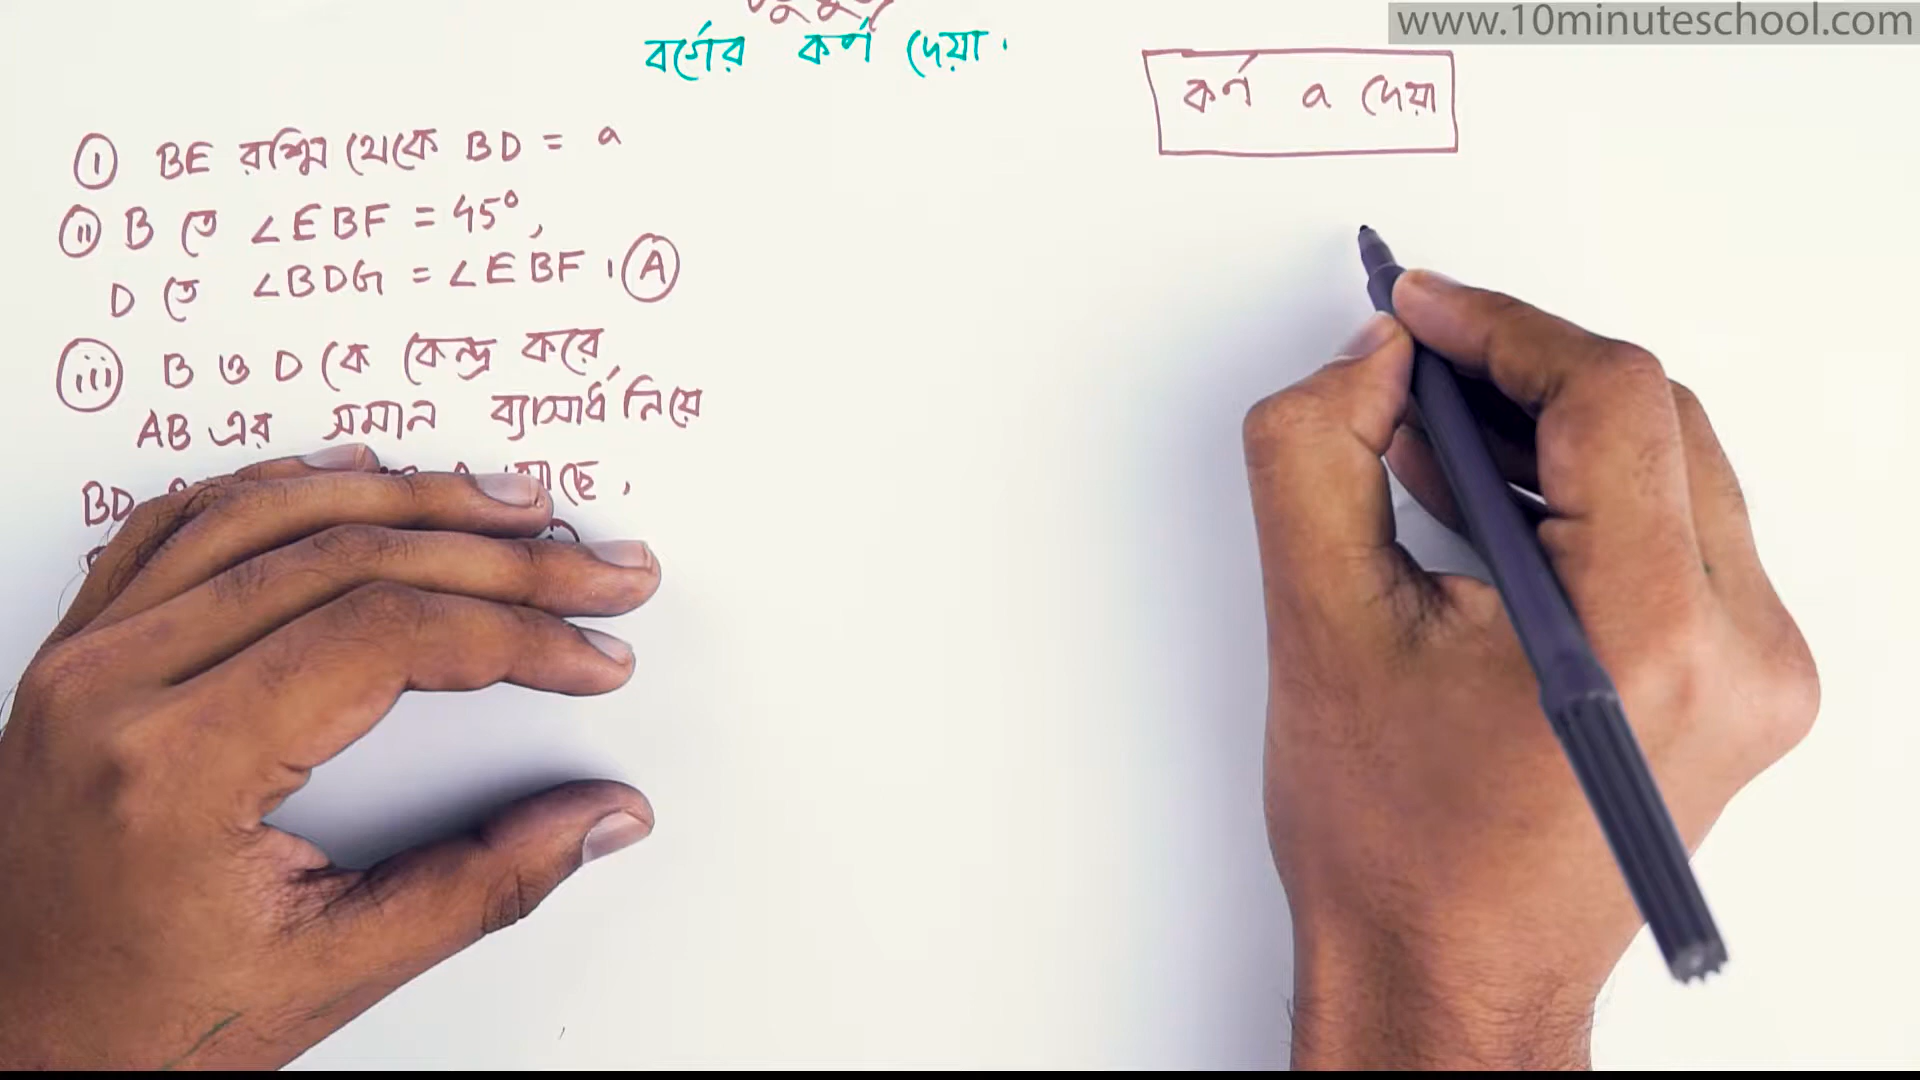 www.10minuteschool.com
বর্গের কর্ণ দেয়া।
কর্ণ a দেয়া
(i) BE রশ্মি থেকে BD = a
(ii) B তে ∠EBF = 45°,
D তে ∠BDG = ∠EBF । (A)
(iii) B ও D কে কেন্দ্র করে,
AB এর সমান ব্যাসার্ধ নিয়ে
BD